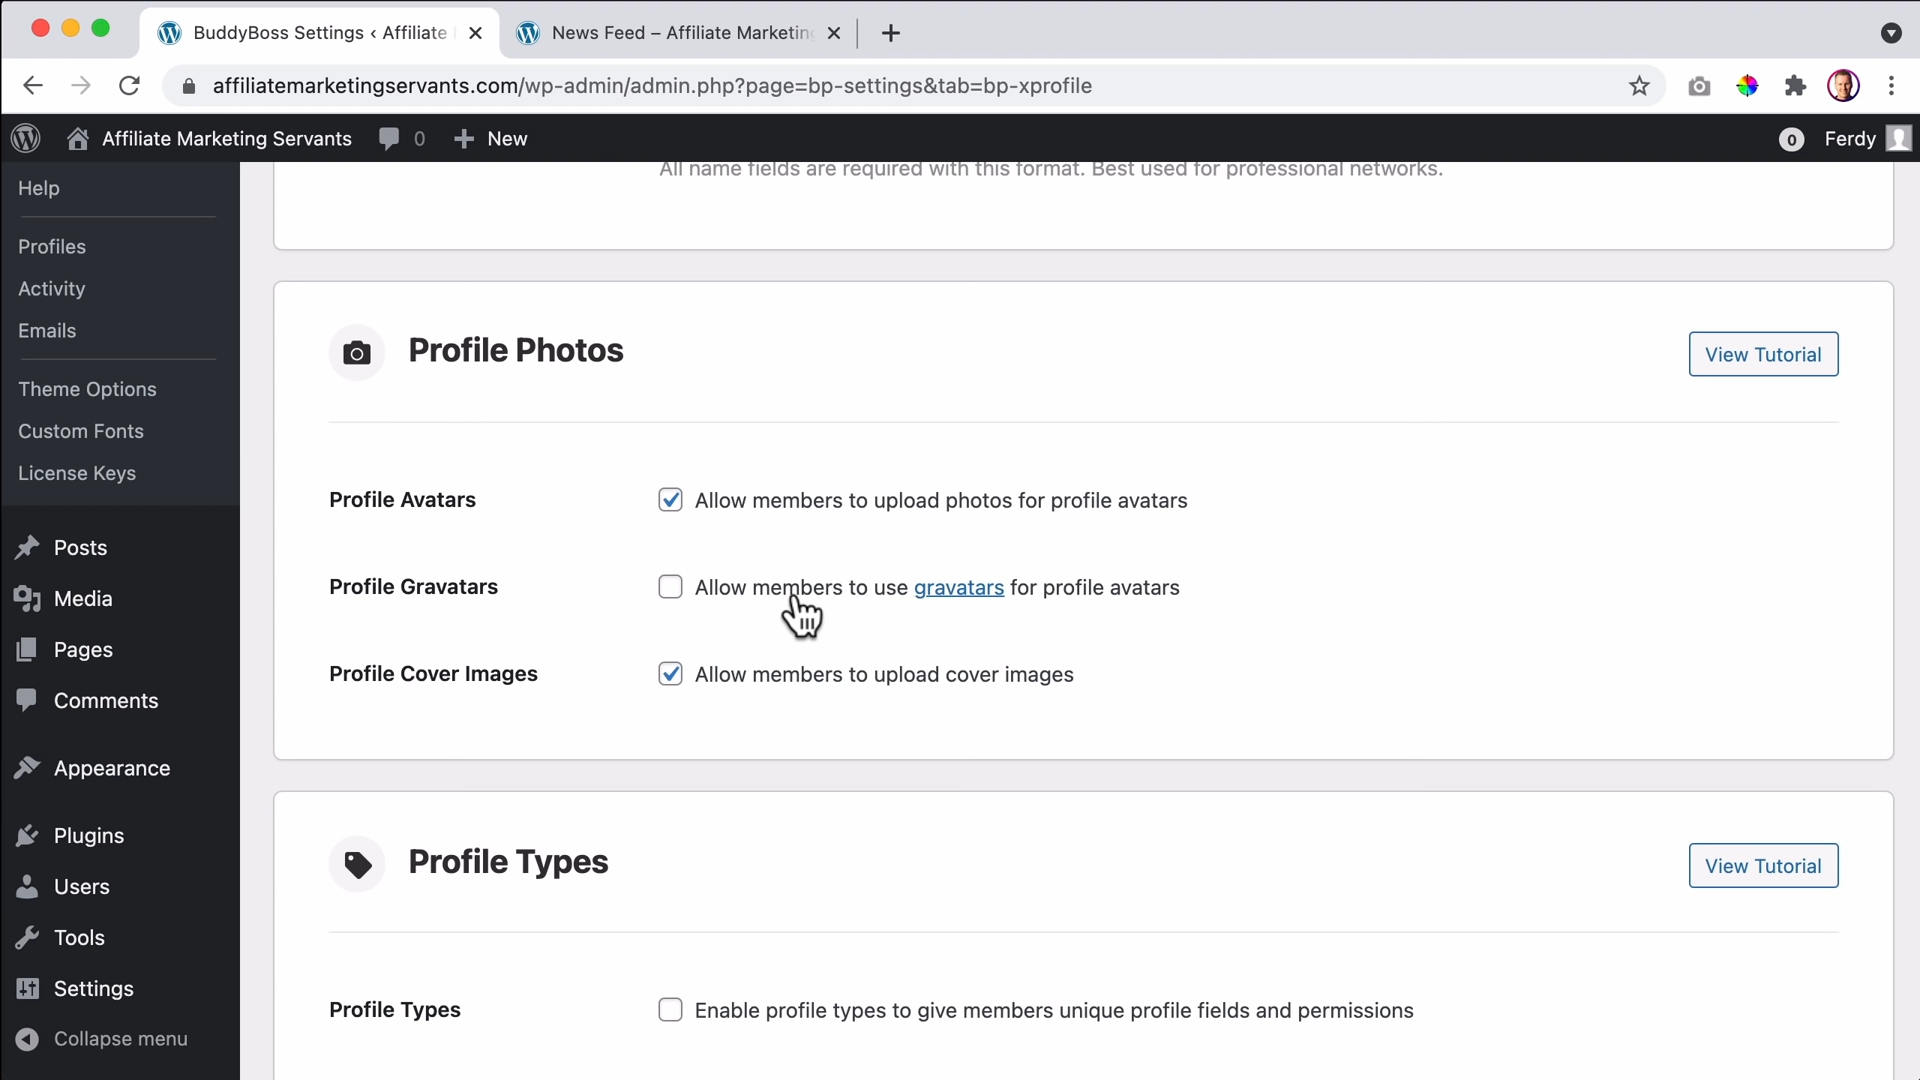 BuddyBoss Settings ‹ Affiliate
News Feed – Affiliate Marketing
affiliatemarketingservants.com/wp-admin/admin.php?page=bp-settings&tab=bp-xprofile
Affiliate Marketing Servants
0
New
0
Ferdy
Help
Profiles
Activity
Emails
Theme Options
Custom Fonts
License Keys
Posts
Media
Pages
Comments
Appearance
Plugins
Users
Tools
Settings
Collapse menu
All name fields are required with this format. Best used for professional networks.
Profile Photos
View Tutorial
Profile Avatars
Allow members to upload photos for profile avatars
Profile Gravatars
Allow members to use gravatars for profile avatars
Profile Cover Images
Allow members to upload cover images
Profile Types
View Tutorial
Profile Types
Enable profile types to give members unique profile fields and permissions